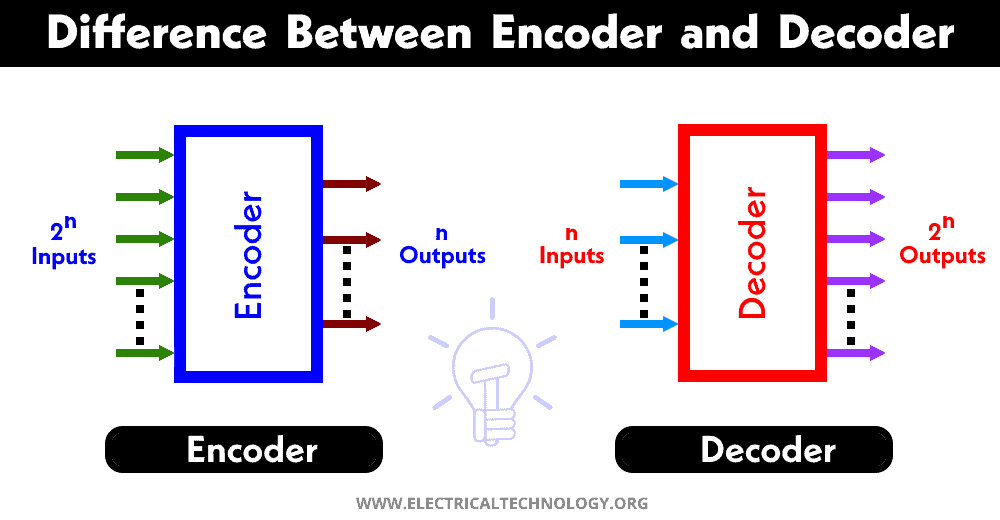 Difference Between Encoder and Decoder
2ⁿ
Inputs
Encoder
n
Outputs
n
Inputs
Decoder
2ⁿ
Outputs
Encoder
Decoder
WWW.ELECTRICALTECHNOLOGY.ORG